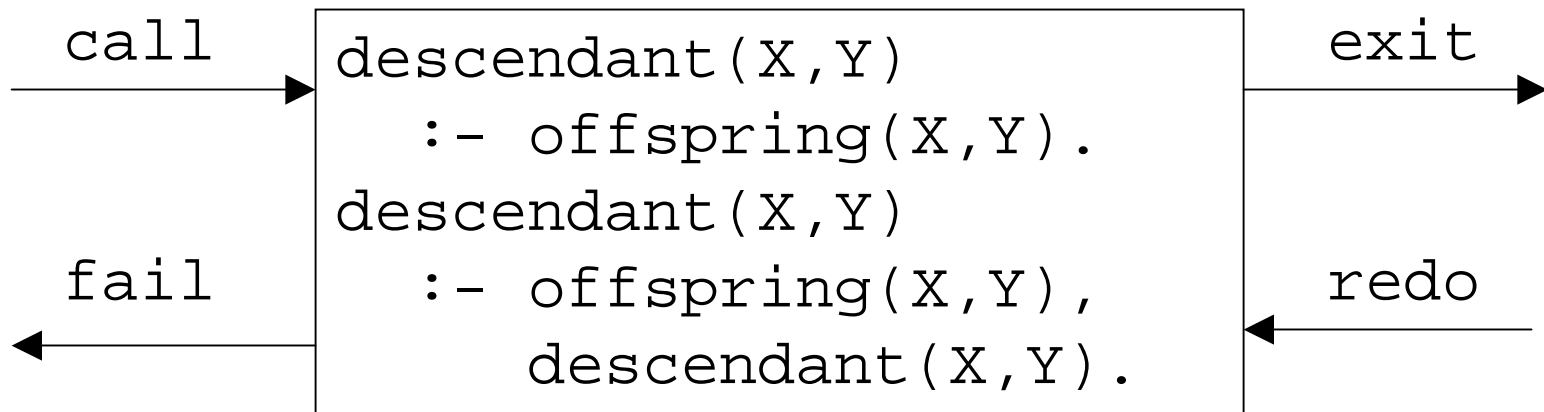 call
exit
descendant(X,Y)
:- offspring(X,Y).
descendant(X,Y)
fail
:- offspring(X,Y),
redo
descendant(X,Y).